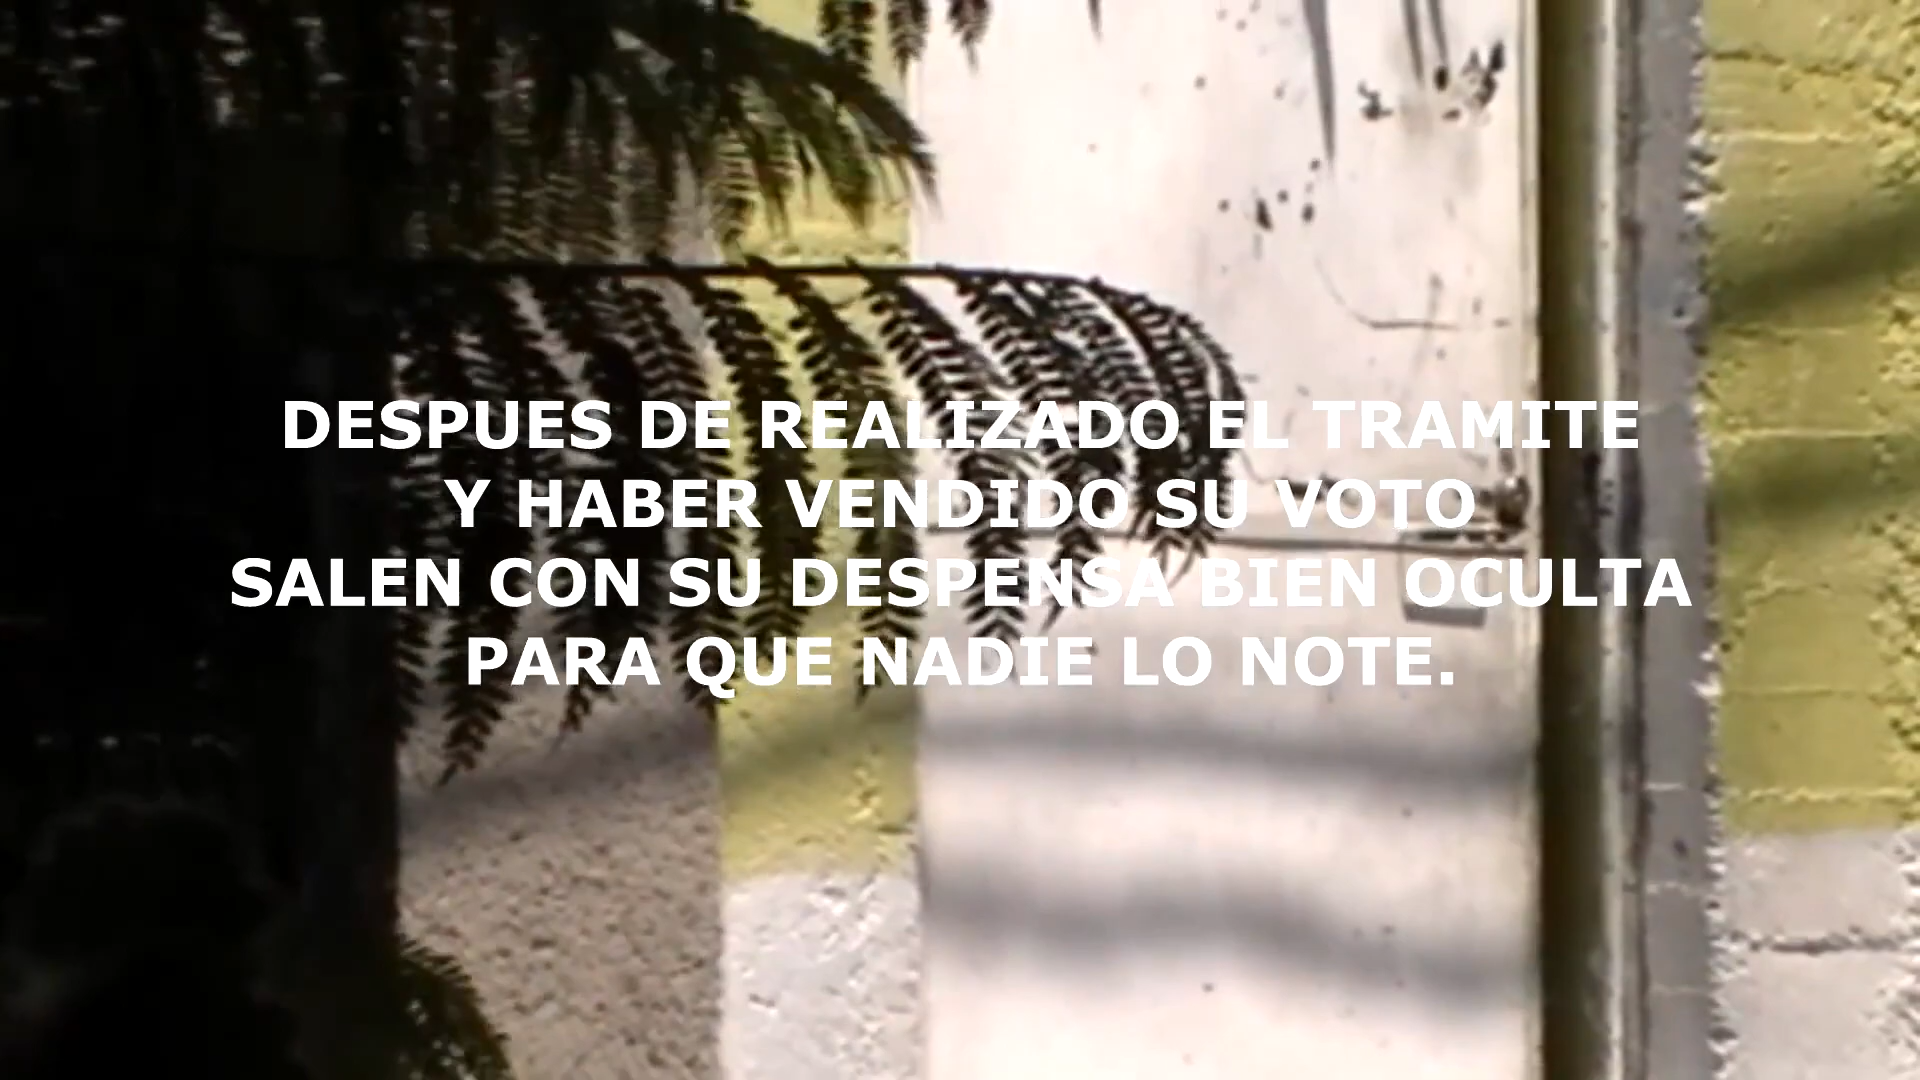 DESPUES DE REALIZADO EL TRAMITE
Y HABER VENDIDO SU VOTO
SALEN CON SU DESPENSA BIEN OCULTA
PARA QUE NADIE LO NOTE.